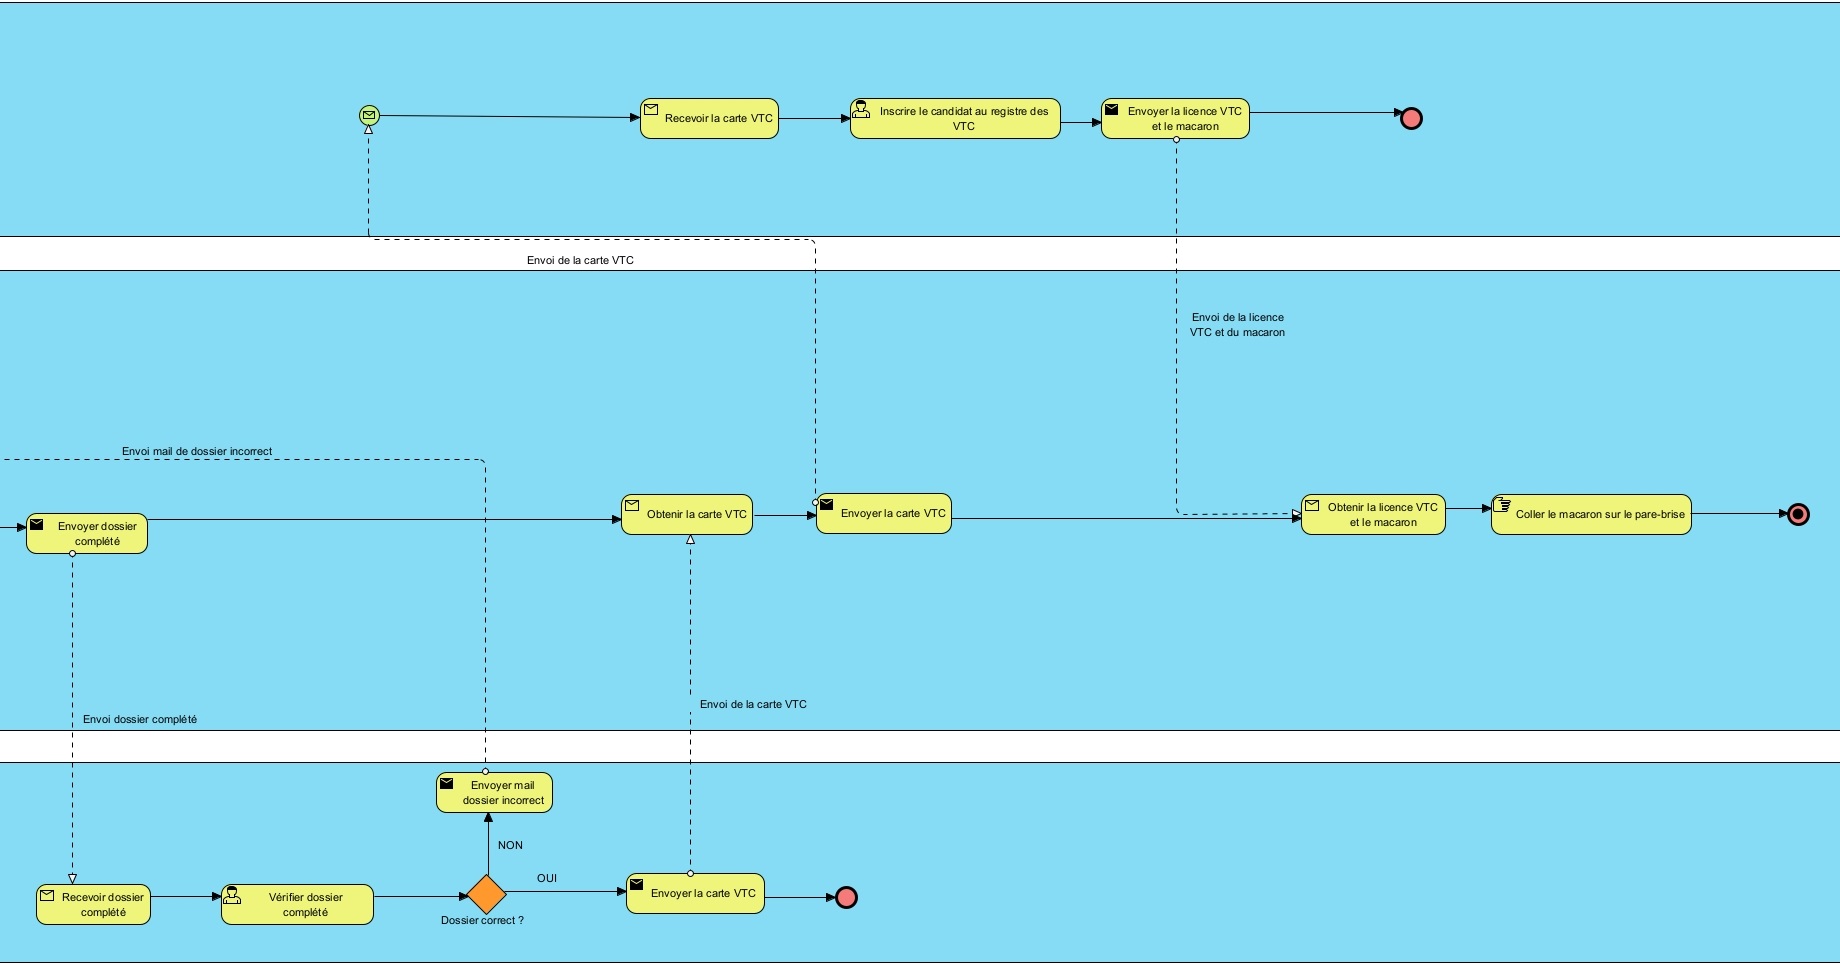 Recevoir la carte VTC
Inscrire le candidat au registre des
VTC
Envoyer la licence VTC
et le macaron
Envoi de la carte VTC
Envoi de la licence
VTC et du macaron
Envoi mail de dossier incorrect
Envoyer dossier
complété
Obtenir la carte VTC
Envoyer la carte VTC
Obtenir la licence VTC
et le macaron
Coller le macaron sur le pare-brise
Envoi de la carte VTC
Envoi dossier complété
Envoyer mail
dossier incorrect
NON
OUI
Recevoir dossier
complété
Vérifier dossier
complété
Dossier correct ?
Envoyer la carte VTC